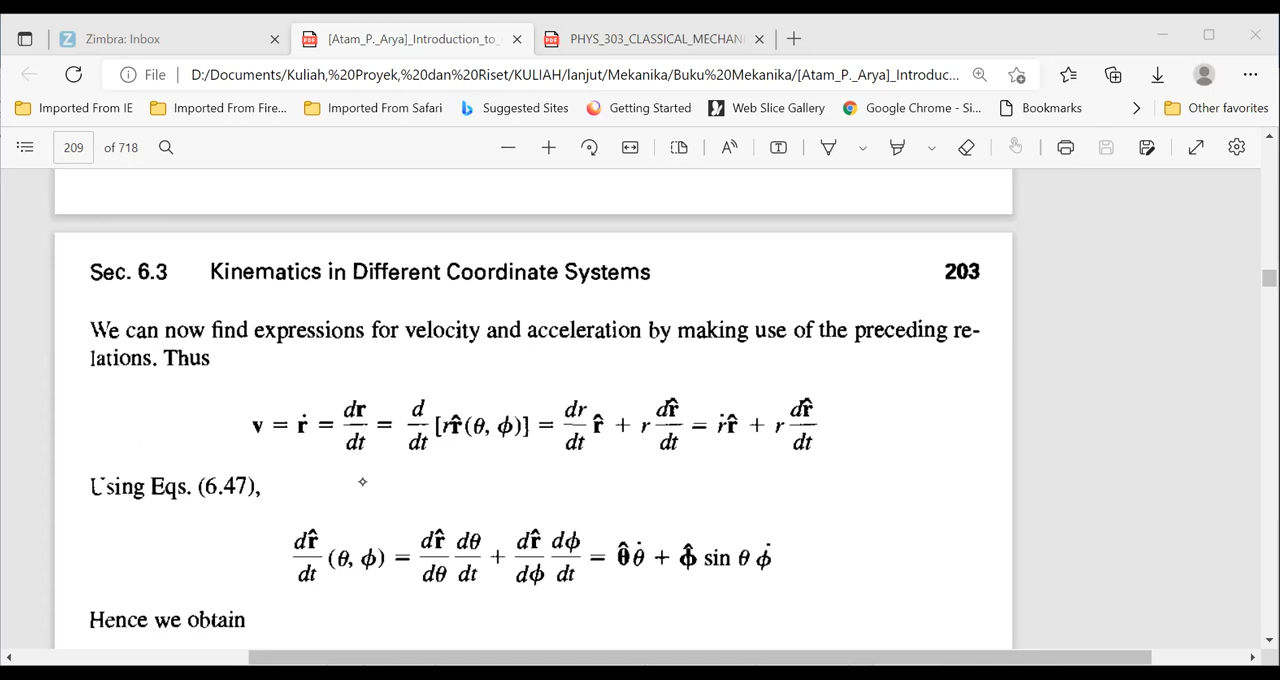 Zimbra: Inbox
[Atam_P._Arya]_Introduction_to_
PHYS_303_CLASSICAL_MECHAN
File D:/Documents/Kuliah,%20Proyek,%20dan%20Riset/KULIAH/lanjut/Mekanika/Buku%20Mekanika/[Atam_P._Arya]_Introduc...
Imported From IE Imported From Fire... Imported From Safari Suggested Sites Getting Started Web Slice Gallery Google Chrome - Si... Bookmarks Other favorites
209 of 718
Sec. 6.3 Kinematics in Different Coordinate Systems 203
We can now find expressions for velocity and acceleration by making use of the preceding re-
lations. Thus
v = ṙ = dr/dt = d/dt [r r̂(θ, ϕ)] = dr/dt r̂ + r dr̂/dt = ṙ r̂ + r dr̂/dt
Using Eqs. (6.47),
dr̂/dt (θ, ϕ) = dr̂/dθ dθ/dt + dr̂/dϕ dϕ/dt = θ̂ θ̇ + ϕ̂ sin θ ϕ̇
Hence we obtain